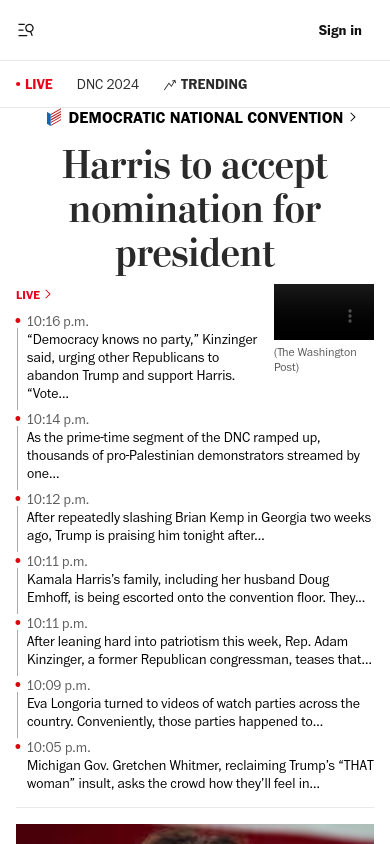 Sign in
LIVE
DNC 2024
TRENDING
DEMOCRATIC NATIONAL CONVENTION
Harris to accept
nomination for
president
LIVE
(The Washington
Post)
10:16 p.m.
“Democracy knows no party,” Kinzinger
said, urging other Republicans to
abandon Trump and support Harris.
“Vote...
10:14 p.m.
As the prime-time segment of the DNC ramped up,
thousands of pro-Palestinian demonstrators streamed by
one...
10:12 p.m.
After repeatedly slashing Brian Kemp in Georgia two weeks
ago, Trump is praising him tonight after...
10:11 p.m.
Kamala Harris’s family, including her husband Doug
Emhoff, is being escorted onto the convention floor. They...
10:11 p.m.
After leaning hard into patriotism this week, Rep. Adam
Kinzinger, a former Republican congressman, teases that...
10:09 p.m.
Eva Longoria turned to videos of watch parties across the
country. Conveniently, those parties happened to...
10:05 p.m.
Michigan Gov. Gretchen Whitmer, reclaiming Trump’s “THAT
woman” insult, asks the crowd how they’ll feel in...